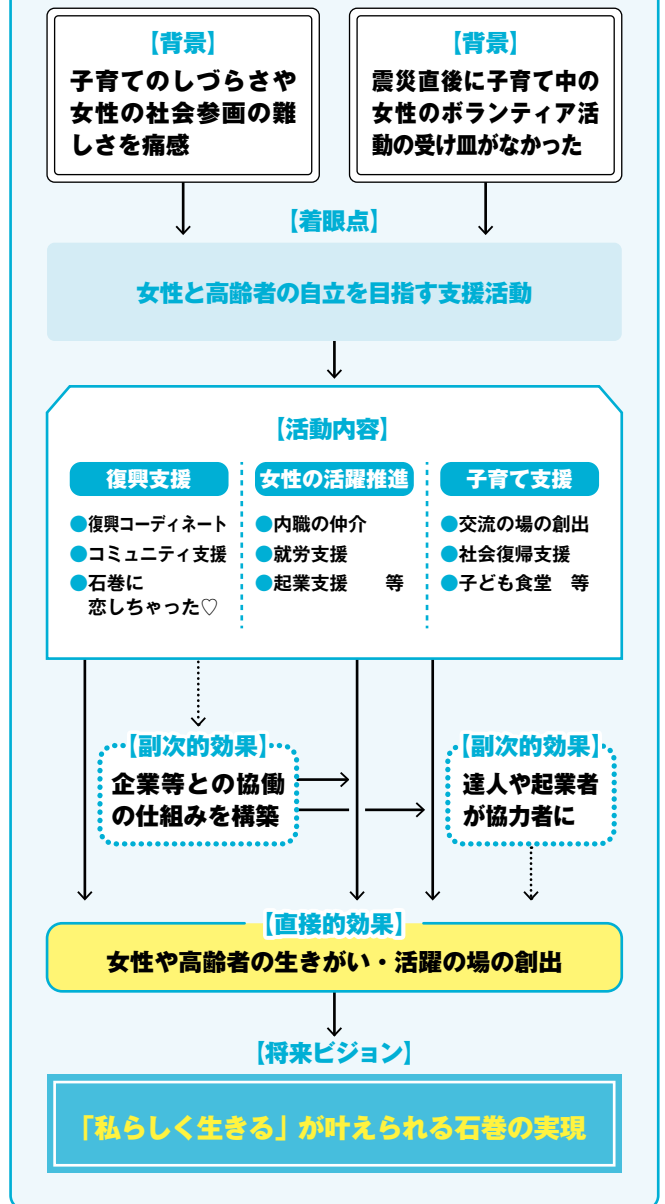 【背景】
子育てのしづらさや
女性の社会参画の難
しさを痛感
【背景】
震災直後に子育て中の
女性のボランティア活
動の受け皿がなかった
【着眼点】
女性と高齢者の自立を目指す支援活動
【活動内容】
復興支援
●復興コーディネート
●コミュニティ支援
●石巻に
恋しちゃった♡
女性の活躍推進
●内職の仲介
●就労支援
●起業支援　等
子育て支援
●交流の場の創出
●社会復帰支援
●子ども食堂　等
【副次的効果】
企業等との協働
の仕組みを構築
【副次的効果】
達人や起業者
が協力者に
【直接的効果】
女性や高齢者の生きがい・活躍の場の創出
【将来ビジョン】
「私らしく生きる」が叶えられる石巻の実現